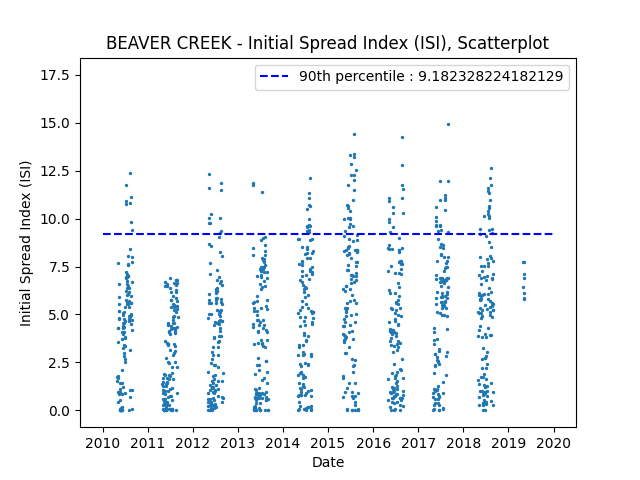 BEAVER CREEK - Initial Spread Index (ISI), Scatterplot
90th percentile : 9.182328224182129
17.5
15.0
12.5
10.0
7.5
5.0
2.5
0.0
Initial Spread Index (ISI)
2010 2011 2012 2013 2014 2015 2016 2017 2018 2019 2020
Date